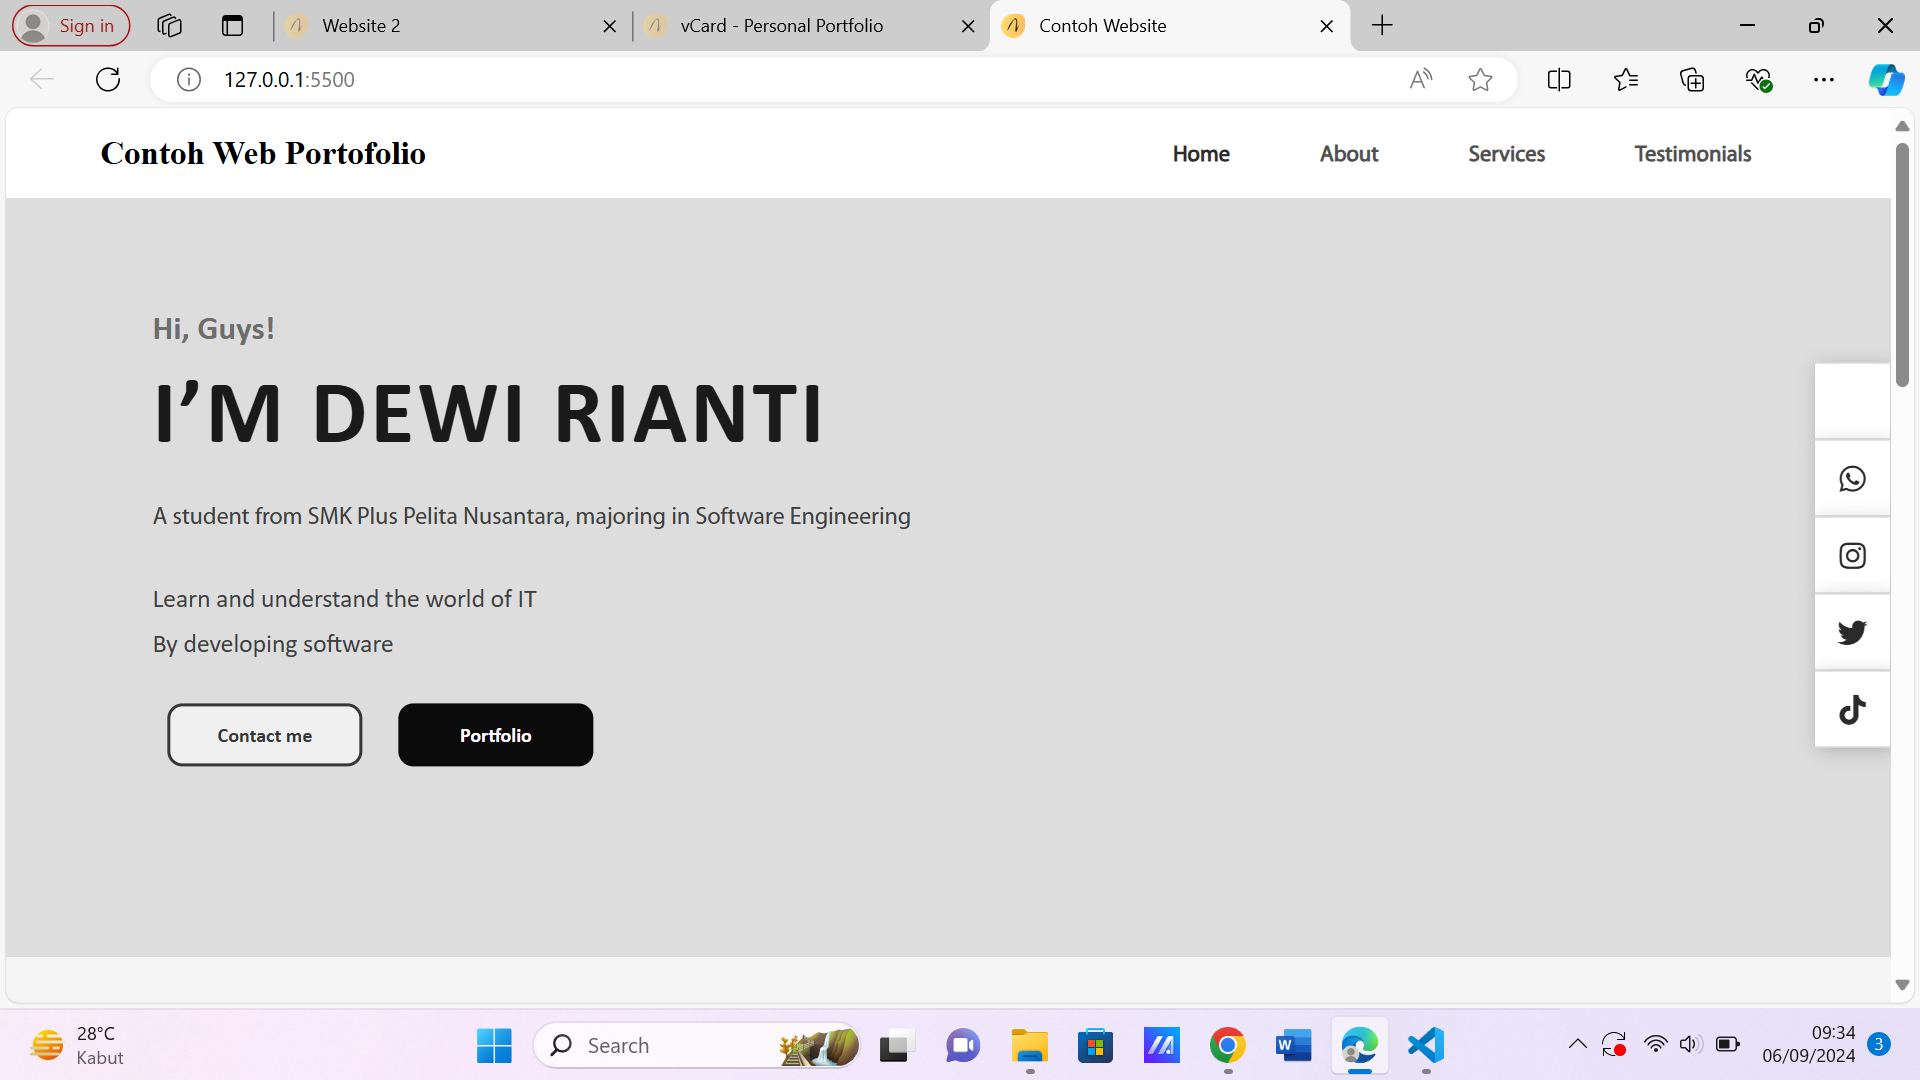 Sign in
Website 2
vCard - Personal Portfolio
Contoh Website
127.0.0.1:5500
Contoh Web Portofolio
Home
About
Services
Testimonials
Hi, Guys!
I’M DEWI RIANTI
A student from SMK Plus Pelita Nusantara, majoring in Software Engineering
Learn and understand the world of IT
By developing software
Contact me
Portfolio
28°C
Kabut
Search
09:34
06/09/2024
3